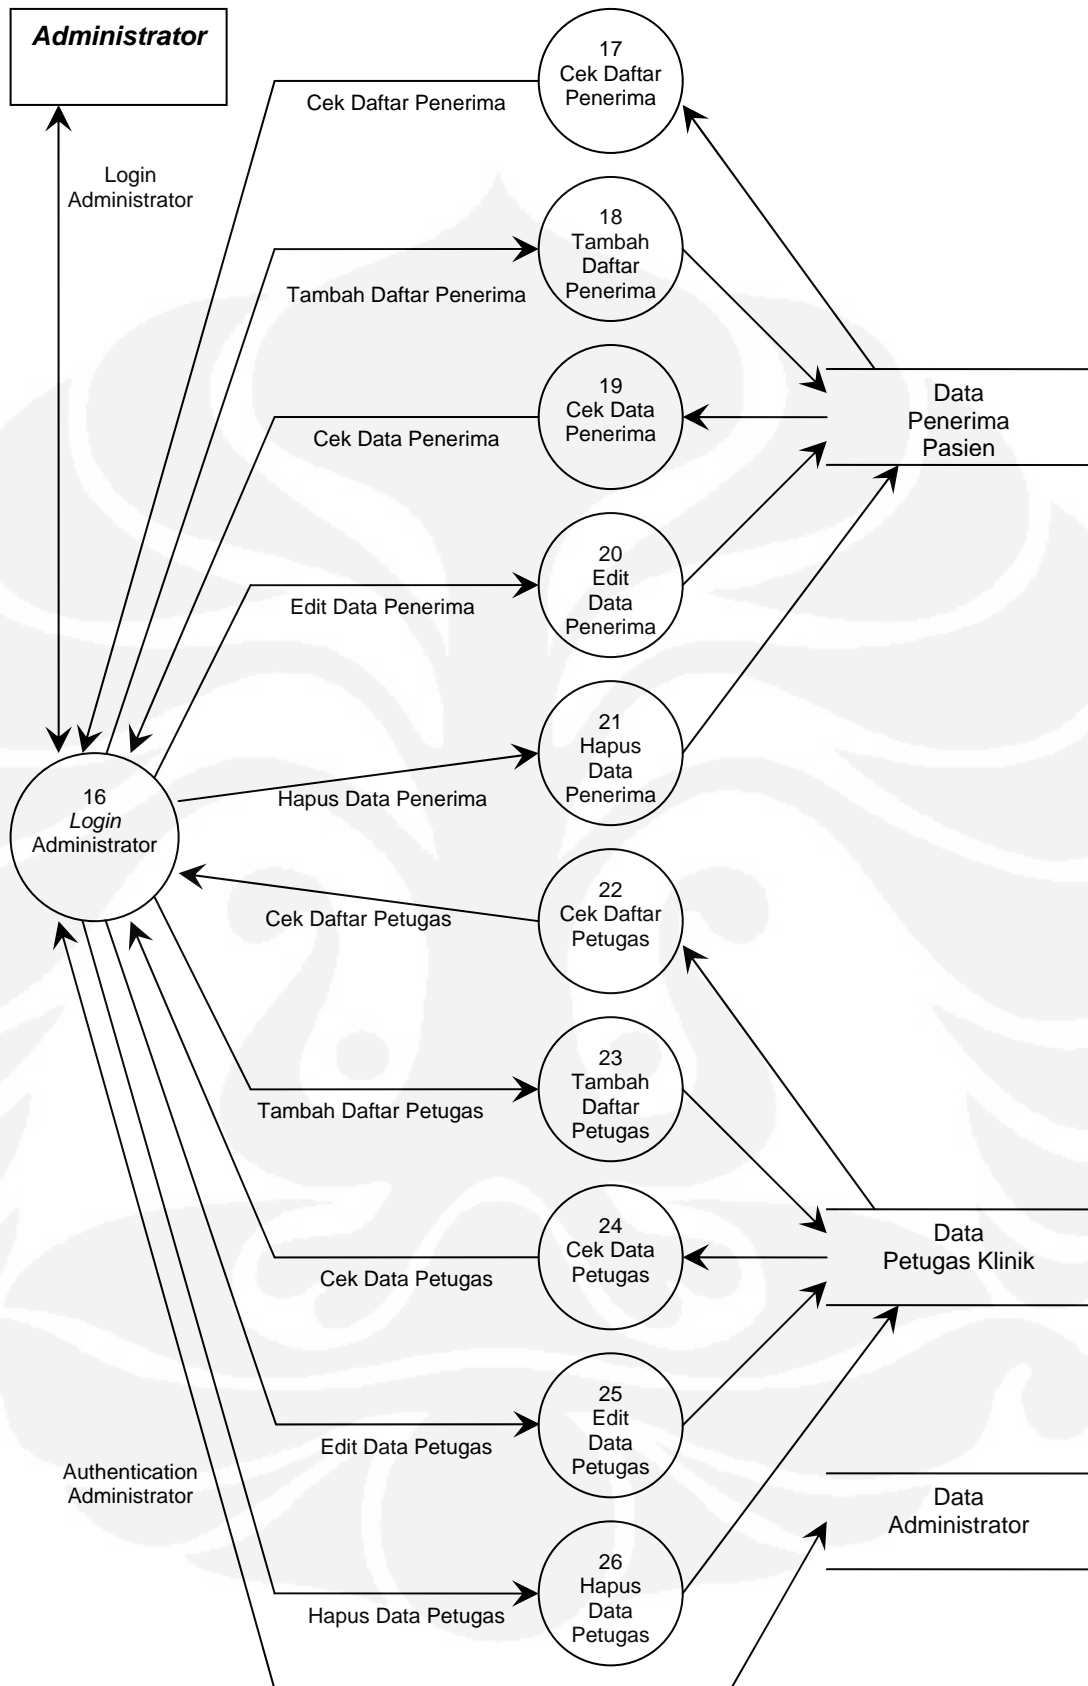 Administrator
Login
Administrator
17
Cek Daftar
Penerima
Cek Daftar Penerima
18
Tambah
Daftar
Penerima
Tambah Daftar Penerima
19
Cek Data
Penerima
Cek Data Penerima
Data
Penerima
Pasien
20
Edit
Data
Penerima
Edit Data Penerima
21
Hapus
Data
Penerima
Hapus Data Penerima
16
Login
Administrator
22
Cek Daftar
Petugas
Cek Daftar Petugas
23
Tambah
Daftar
Petugas
Tambah Daftar Petugas
24
Cek Data
Petugas
Cek Data Petugas
Data
Petugas Klinik
25
Edit
Data
Petugas
Edit Data Petugas
Authentication
Administrator
Data
Administrator
26
Hapus
Data
Petugas
Hapus Data Petugas